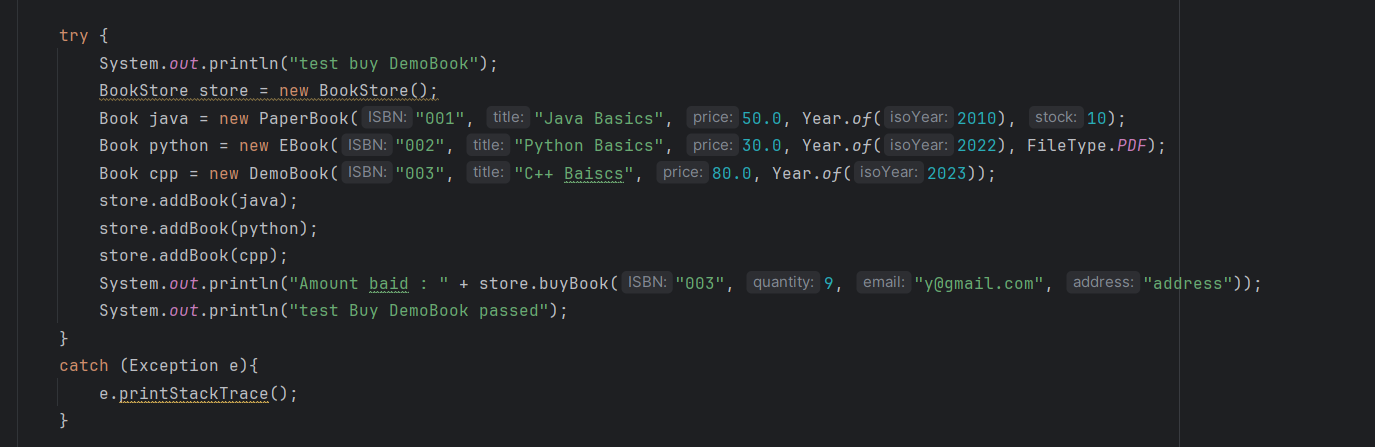 try {
System.out.println("test buy DemoBook");
BookStore store = new BookStore();
Book java = new PaperBook( ISBN: "001", title: "Java Basics", price: 50.0, Year.of( isoYear: 2010), stock: 10);
Book python = new EBook( ISBN: "002", title: "Python Basics", price: 30.0, Year.of( isoYear: 2022), FileType.PDF);
Book cpp = new DemoBook( ISBN: "003", title: "C++ Baiscs", price: 80.0, Year.of( isoYear: 2023));
store.addBook(java);
store.addBook(python);
store.addBook(cpp);
System.out.println("Amount baid : " + store.buyBook( ISBN: "003", quantity: 9, email: "y@gmail.com", address: "address"));
System.out.println("test Buy DemoBook passed");
}
catch (Exception e){
e.printStackTrace();
}